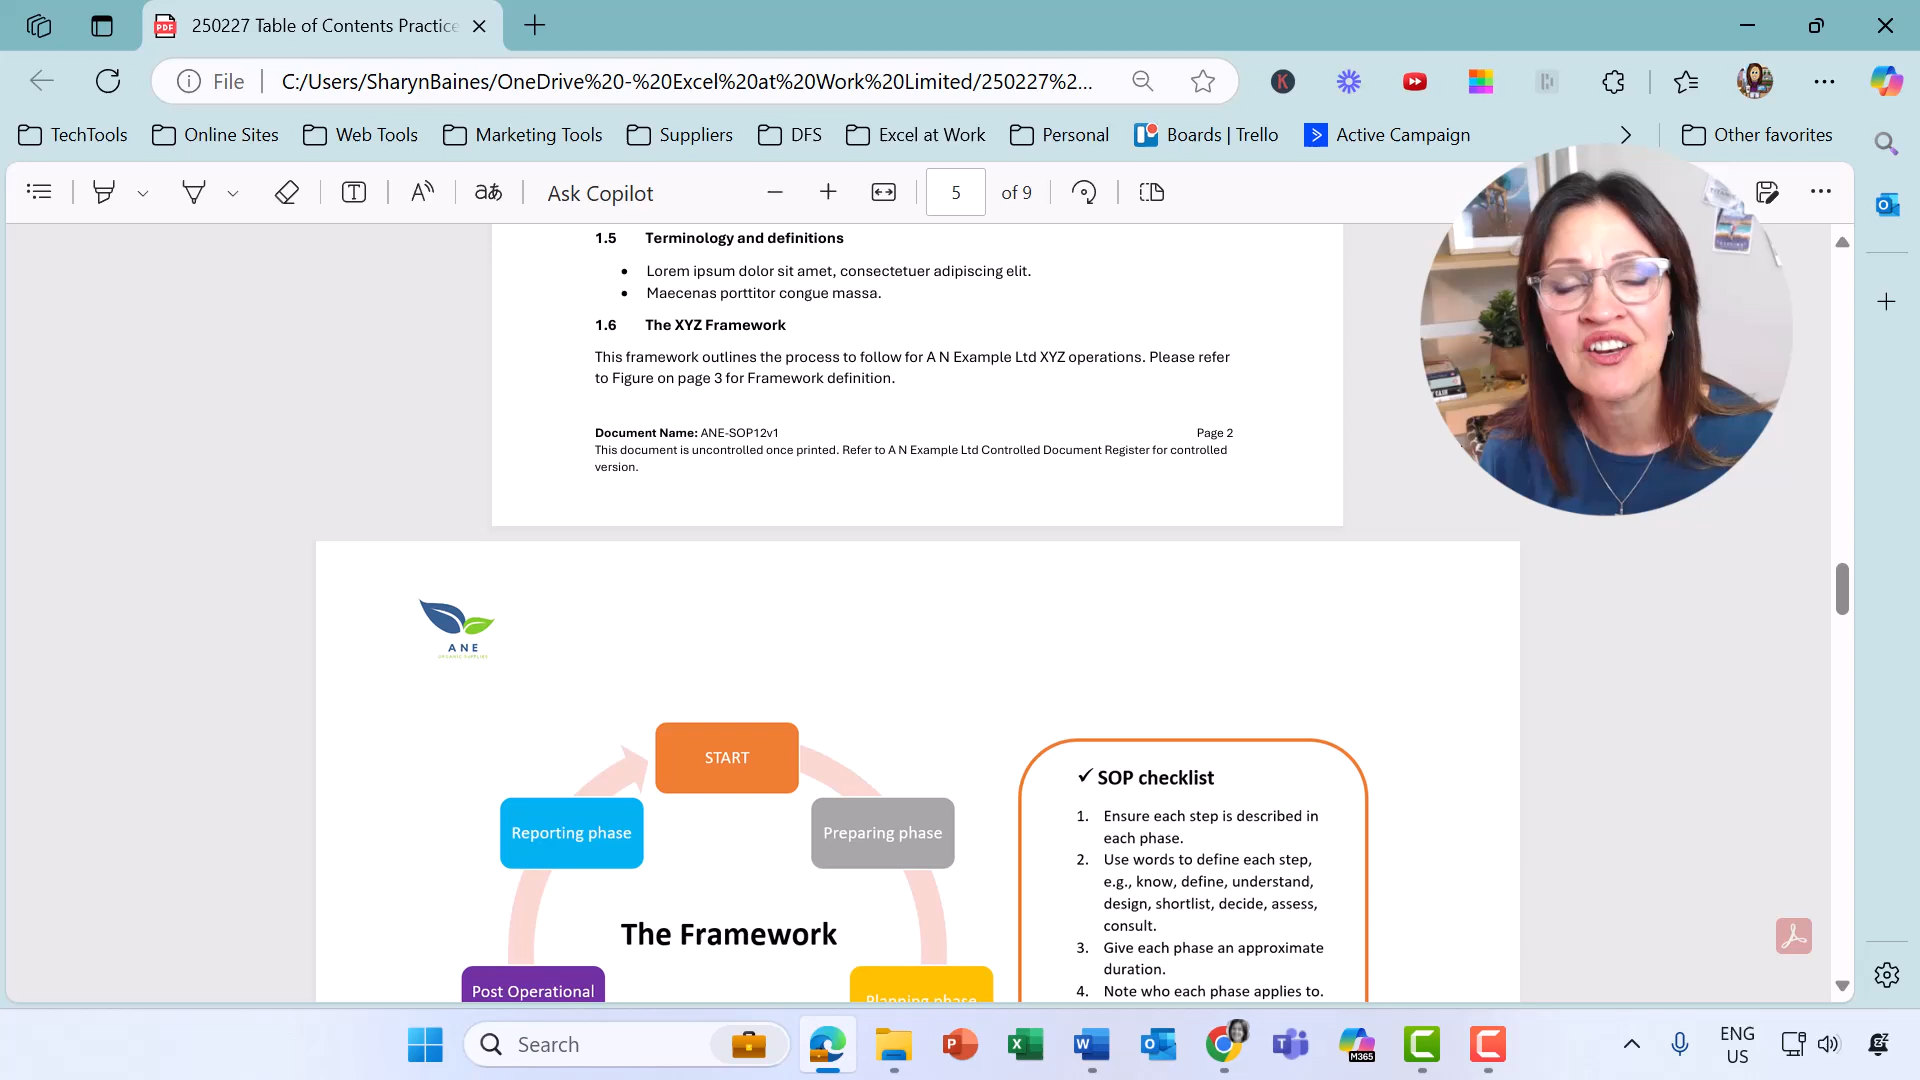 250227 Table of Contents Practice
File
C:/Users/SharynBaines/OneDrive%20-%20Excel%20at%20Work%20Limited/250227%2...
TechTools
Online Sites
Web Tools
Marketing Tools
Suppliers
DFS
Excel at Work
Personal
Boards | Trello
Active Campaign
Other favorites
Ask Copilot
5 of 9
1.5 Terminology and definitions
• Lorem ipsum dolor sit amet, consectetuer adipiscing elit.
• Maecenas porttitor congue massa.
1.6 The XYZ Framework
This framework outlines the process to follow for A N Example Ltd XYZ operations. Please refer
to Figure on page 3 for Framework definition.
Document Name: ANE-SOP12v1 Page 2
This document is uncontrolled once printed. Refer to A N Example Ltd Controlled Document Register for controlled
version.
ANE
ORGANIC SUPPLIES
START
Reporting phase
Preparing phase
The Framework
Post Operational
Planning phase
✓ SOP checklist
1. Ensure each step is described in
each phase.
2. Use words to define each step,
e.g., know, define, understand,
design, shortlist, decide, assess,
consult.
3. Give each phase an approximate
duration.
4. Note who each phase applies to.
Search
M365
ENG
US